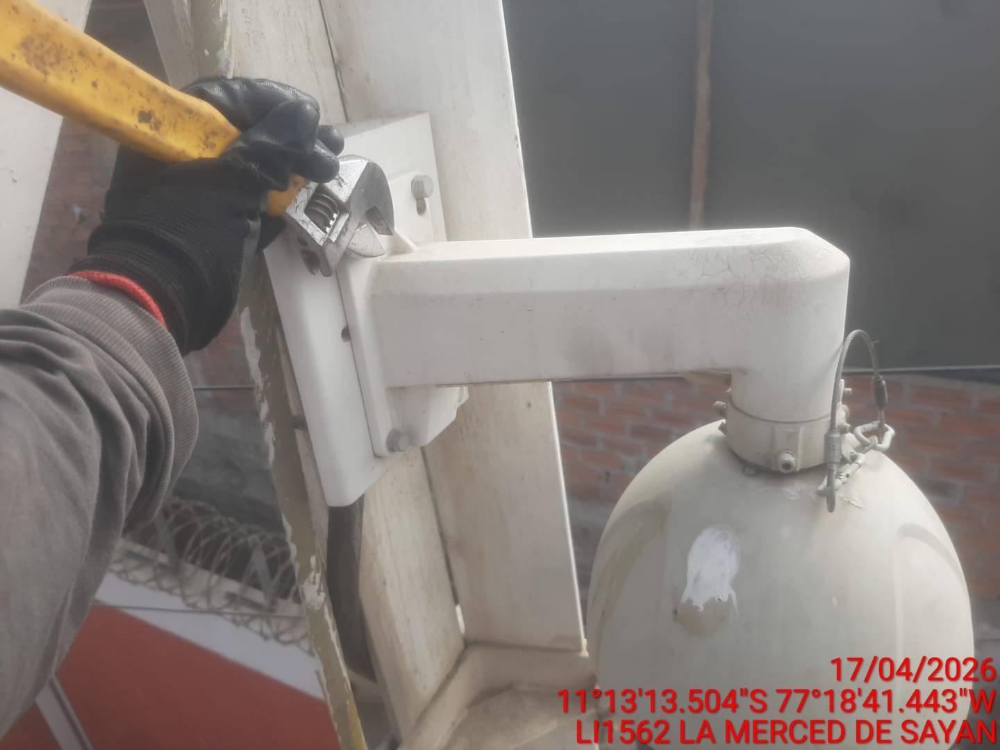 17/04/2026
11°13'13.504"S 77°18'41.443"W
LI1562 LA MERCED DE SAYAN